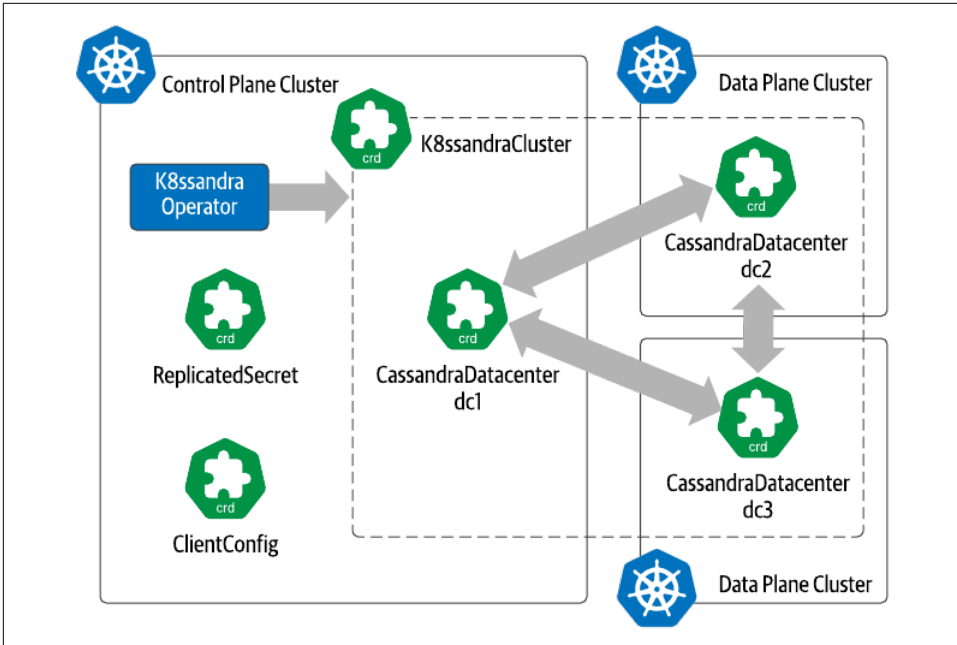 Control Plane Cluster
Data Plane Cluster
crd
K8ssandraCluster
K8ssandra
Operator
crd
CassandraDatacenter
dc2
crd
ReplicatedSecret
crd
CassandraDatacenter
dc1
crd
CassandraDatacenter
dc3
crd
ClientConfig
Data Plane Cluster